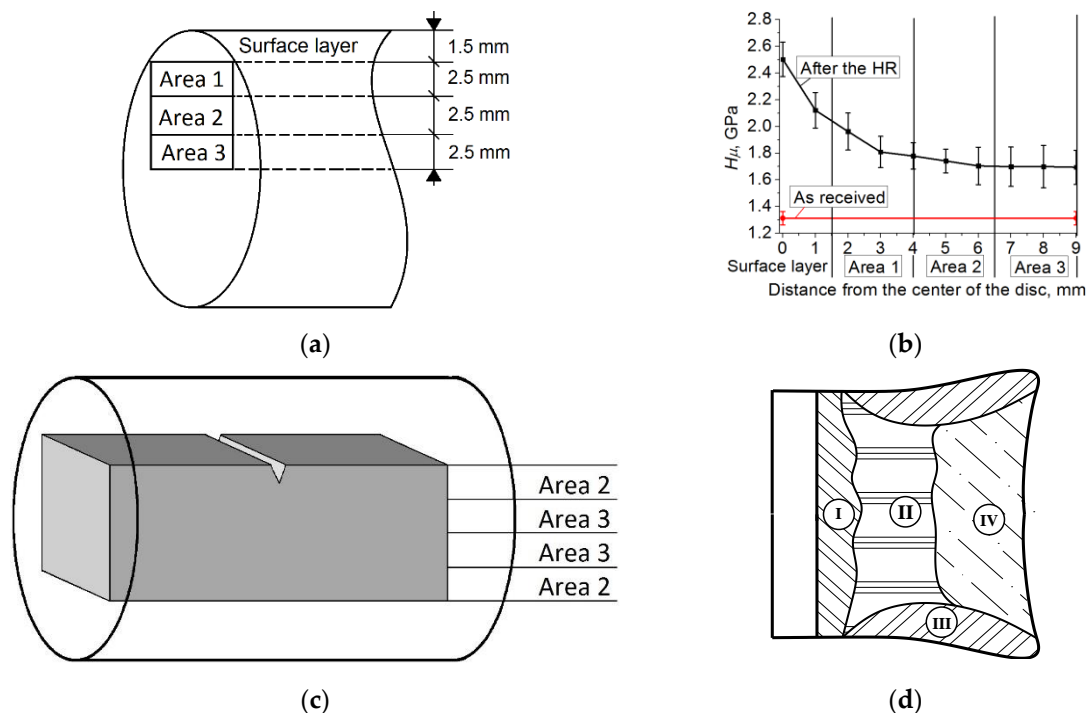 Surface layer
1.5 mm
Area 1
2.5 mm
Area 2
2.5 mm
Area 3
2.5 mm
(a)
2.8
2.6
2.4
2.2
2.0
1.8
1.6
1.4
1.2
Hμ, GPa
After the HR
As received
0 1 2 3 4 5 6 7 8 9
Surface layer Area 1 Area 2 Area 3
Distance from the center of the disc, mm
(b)
Area 2
Area 3
Area 3
Area 2
(c)
I
II
IV
III
(d)